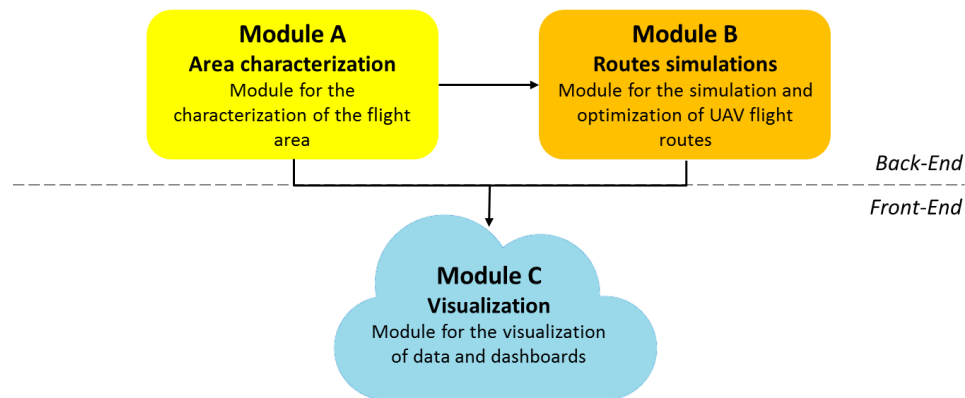 Module A
Area characterization
Module for the
characterization of the flight
area
Module B
Routes simulations
Module for the simulation and
optimization of UAV flight
routes
Back-End
Front-End
Module C
Visualization
Module for the visualization
of data and dashboards